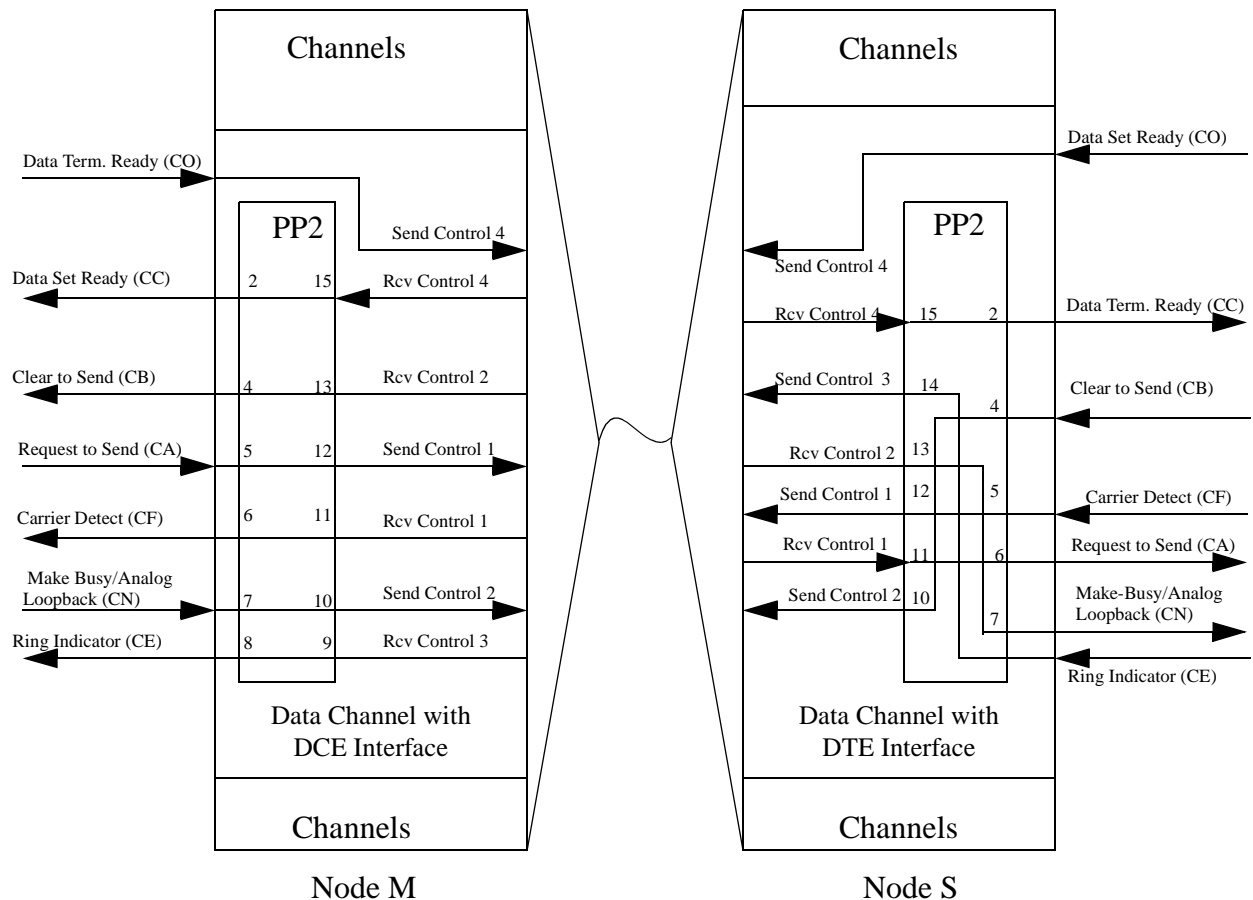 Channels
Data Term. Ready (CO)
PP2
Send Control 4
Data Set Ready (CC)
2 15
Rcv Control 4
Clear to Send (CB)
4 13
Rcv Control 2
Request to Send (CA)
5 12
Send Control 1
Carrier Detect (CF)
6 11
Rcv Control 1
Make Busy/Analog
Loopback (CN)
7 10
Send Control 2
Ring Indicator (CE)
8 9
Rcv Control 3
Data Channel with
DCE Interface
Channels
Node M
Channels
Data Set Ready (CO)
PP2
Send Control 4
Rcv Control 4
15 2
Data Term. Ready (CC)
Send Control 3
14
4
Clear to Send (CB)
Rcv Control 2
13
Send Control 1
12 5
Carrier Detect (CF)
Rcv Control 1
11 6
Request to Send (CA)
Send Control 2
10
7
Make-Busy/Analog
Loopback (CN)
Ring Indicator (CE)
Data Channel with
DTE Interface
Channels
Node S